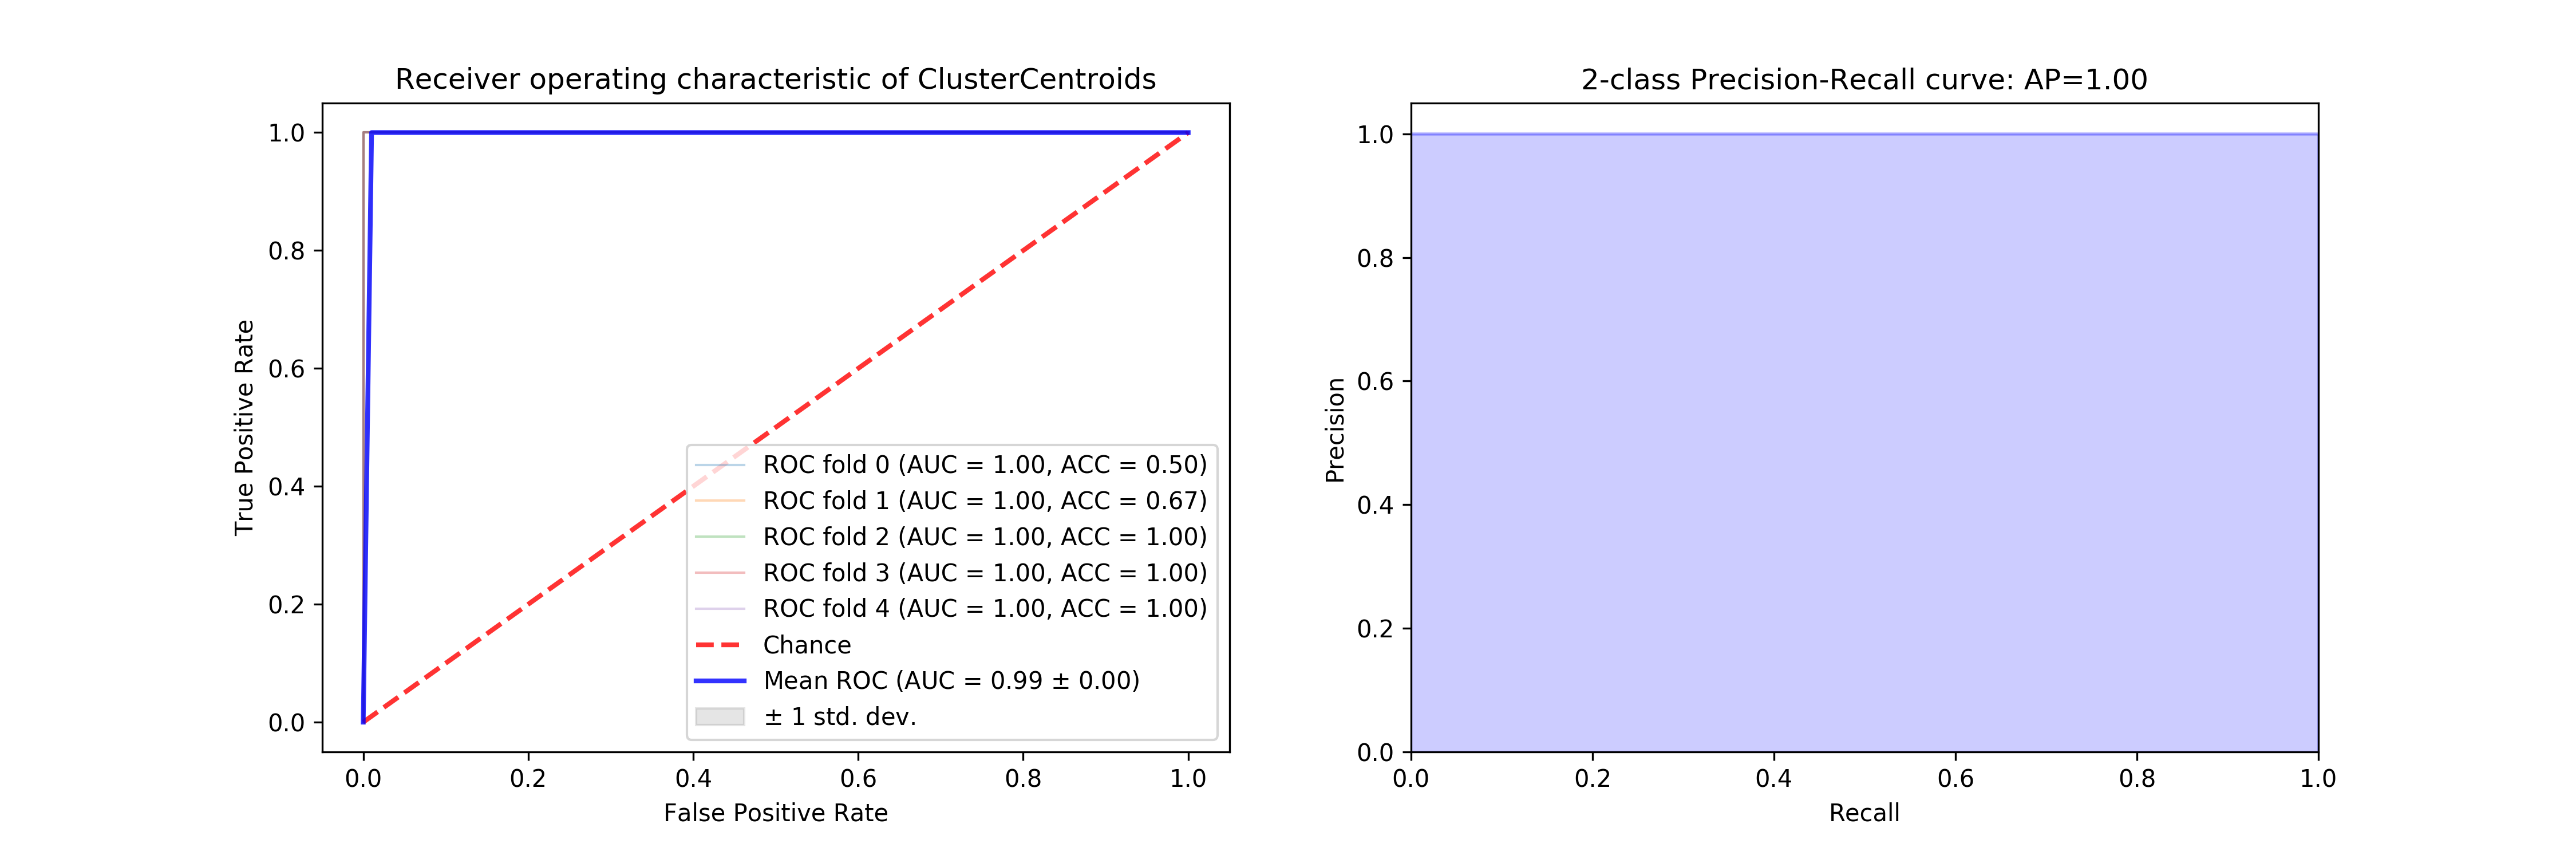 Receiver operating characteristic of ClusterCentroids
True Positive Rate
1.0
0.8
0.6
0.4
0.2
0.0
ROC fold 0 (AUC = 1.00, ACC = 0.50)
ROC fold 1 (AUC = 1.00, ACC = 0.67)
ROC fold 2 (AUC = 1.00, ACC = 1.00)
ROC fold 3 (AUC = 1.00, ACC = 1.00)
ROC fold 4 (AUC = 1.00, ACC = 1.00)
Chance
Mean ROC (AUC = 0.99 ± 0.00)
± 1 std. dev.
0.0 0.2 0.4 0.6 0.8 1.0
False Positive Rate
2-class Precision-Recall curve: AP=1.00
Precision
1.0
0.8
0.6
0.4
0.2
0.0
0.0 0.2 0.4 0.6 0.8 1.0
Recall